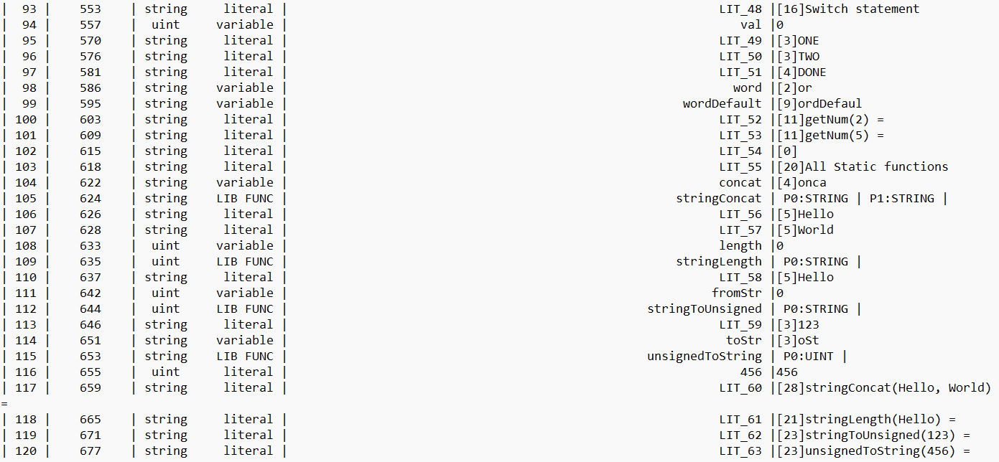 |  93 |    553    | string     literal |                                                            LIT_48 |[16]Switch statement
|  94 |    557    |  uint     variable |                                                               val |0
|  95 |    570    | string     literal |                                                            LIT_49 |[3]ONE
|  96 |    576    | string     literal |                                                            LIT_50 |[3]TWO
|  97 |    581    | string     literal |                                                            LIT_51 |[4]DONE
|  98 |    586    | string    variable |                                                              word |[2]or
|  99 |    595    | string    variable |                                                       wordDefault |[9]ordDefaul
| 100 |    603    | string     literal |                                                            LIT_52 |[11]getNum(2) =
| 101 |    609    | string     literal |                                                            LIT_53 |[11]getNum(5) =
| 102 |    615    | string     literal |                                                            LIT_54 |[0]
| 103 |    618    | string     literal |                                                            LIT_55 |[20]All Static functions
| 104 |    622    | string    variable |                                                            concat |[4]onca
| 105 |    624    | string    LIB FUNC |                                                      stringConcat | P0:STRING | P1:STRING |
| 106 |    626    | string     literal |                                                            LIT_56 |[5]Hello
| 107 |    628    | string     literal |                                                            LIT_57 |[5]World
| 108 |    633    |  uint     variable |                                                            length |0
| 109 |    635    |  uint     LIB FUNC |                                                      stringLength | P0:STRING |
| 110 |    637    | string     literal |                                                            LIT_58 |[5]Hello
| 111 |    642    |  uint     variable |                                                           fromStr |0
| 112 |    644    |  uint     LIB FUNC |                                                  stringToUnsigned | P0:STRING |
| 113 |    646    | string     literal |                                                            LIT_59 |[3]123
| 114 |    651    | string    variable |                                                             toStr |[3]oSt
| 115 |    653    | string    LIB FUNC |                                                  unsignedToString | P0:UINT |
| 116 |    655    |  uint      literal |                                                               456 |456
| 117 |    659    | string     literal |                                                            LIT_60 |[28]stringConcat(Hello, World)
=
| 118 |    665    | string     literal |                                                            LIT_61 |[21]stringLength(Hello) =
| 119 |    671    | string     literal |                                                            LIT_62 |[23]stringToUnsigned(123) =
| 120 |    677    | string     literal |                                                            LIT_63 |[23]unsignedToString(456) =